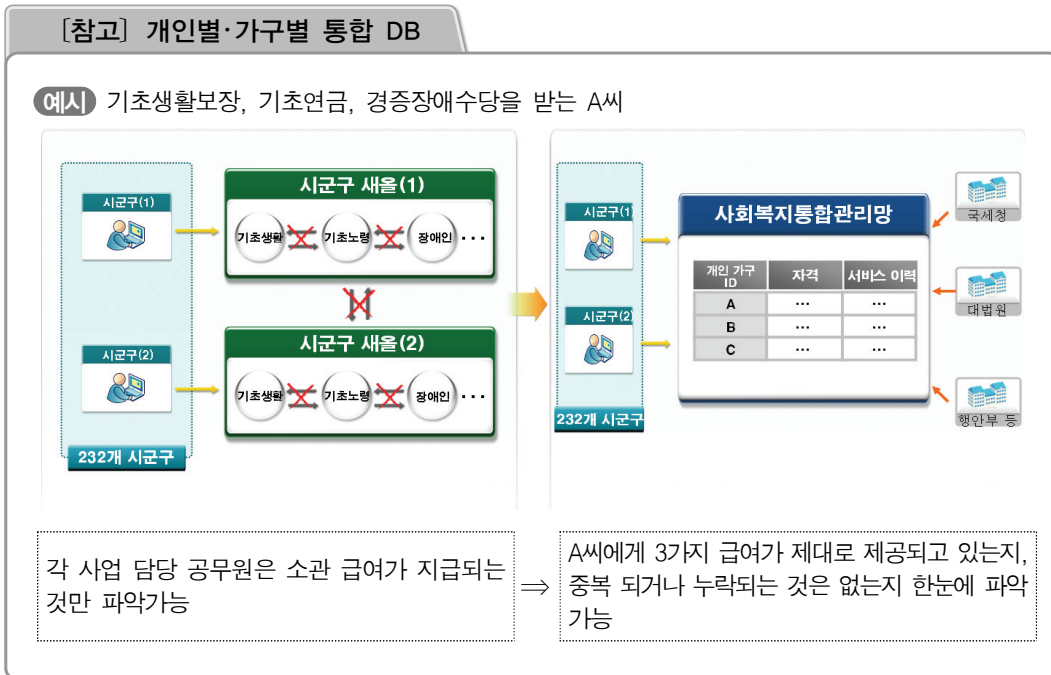 [참고] 개인별·가구별 통합 DB
예시 기초생활보장, 기초연금, 경증장애수당을 받는 A씨
시군구(1)
시군구(2)
232개 시군구
시군구 새올(1)
기초생활 기초노령 장애인 ···
시군구 새올(2)
기초생활 기초노령 장애인 ···
시군구(1)
시군구(2)
232개 시군구
사회복지통합관리망
개인 가구 ID 자격 서비스 이력
A ··· ···
B ··· ···
C ··· ···
국세청
대법원
행안부 등
각 사업 담당 공무원은 소관 급여가 지급되는
것만 파악가능
⇒
A씨에게 3가지 급여가 제대로 제공되고 있는지,
중복 되거나 누락되는 것은 없는지 한눈에 파악
가능